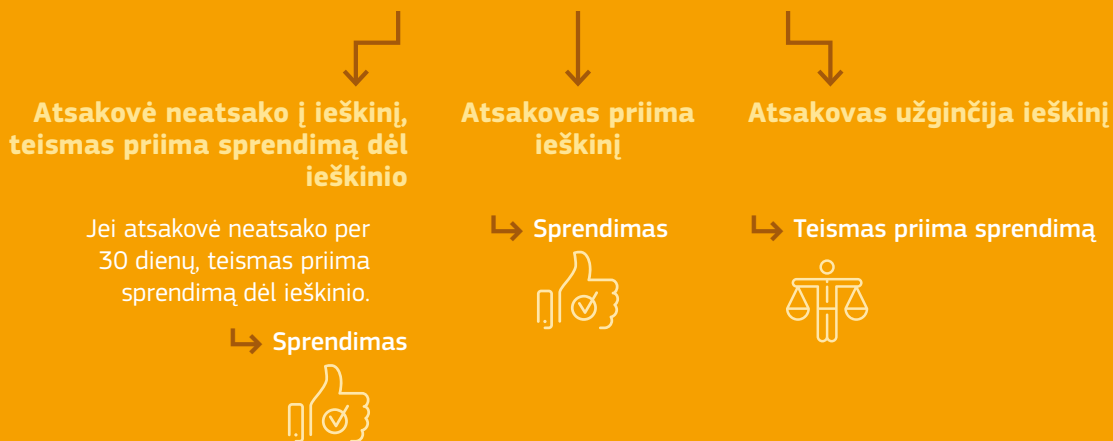 Atsakovė neatsako į ieškinį,
teismas priima sprendimą dėl
ieškinio
Jei atsakovė neatsako per
30 dienų, teismas priima
sprendimą dėl ieškinio.
Sprendimas
Atsakovas priima
ieškinį
Sprendimas
Atsakovas užginčija ieškinį
Teismas priima sprendimą